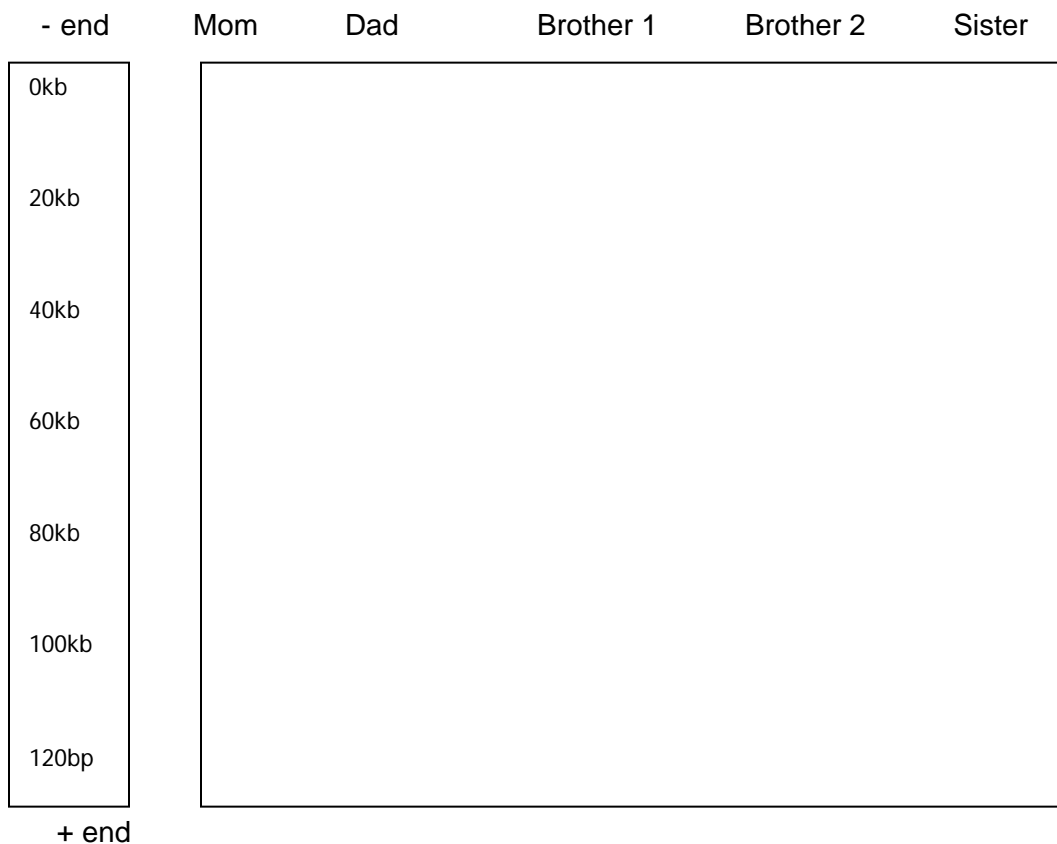 - end Mom Dad Brother 1 Brother 2 Sister
0kb
20kb
40kb
60kb
80kb
100kb
120bp
+ end